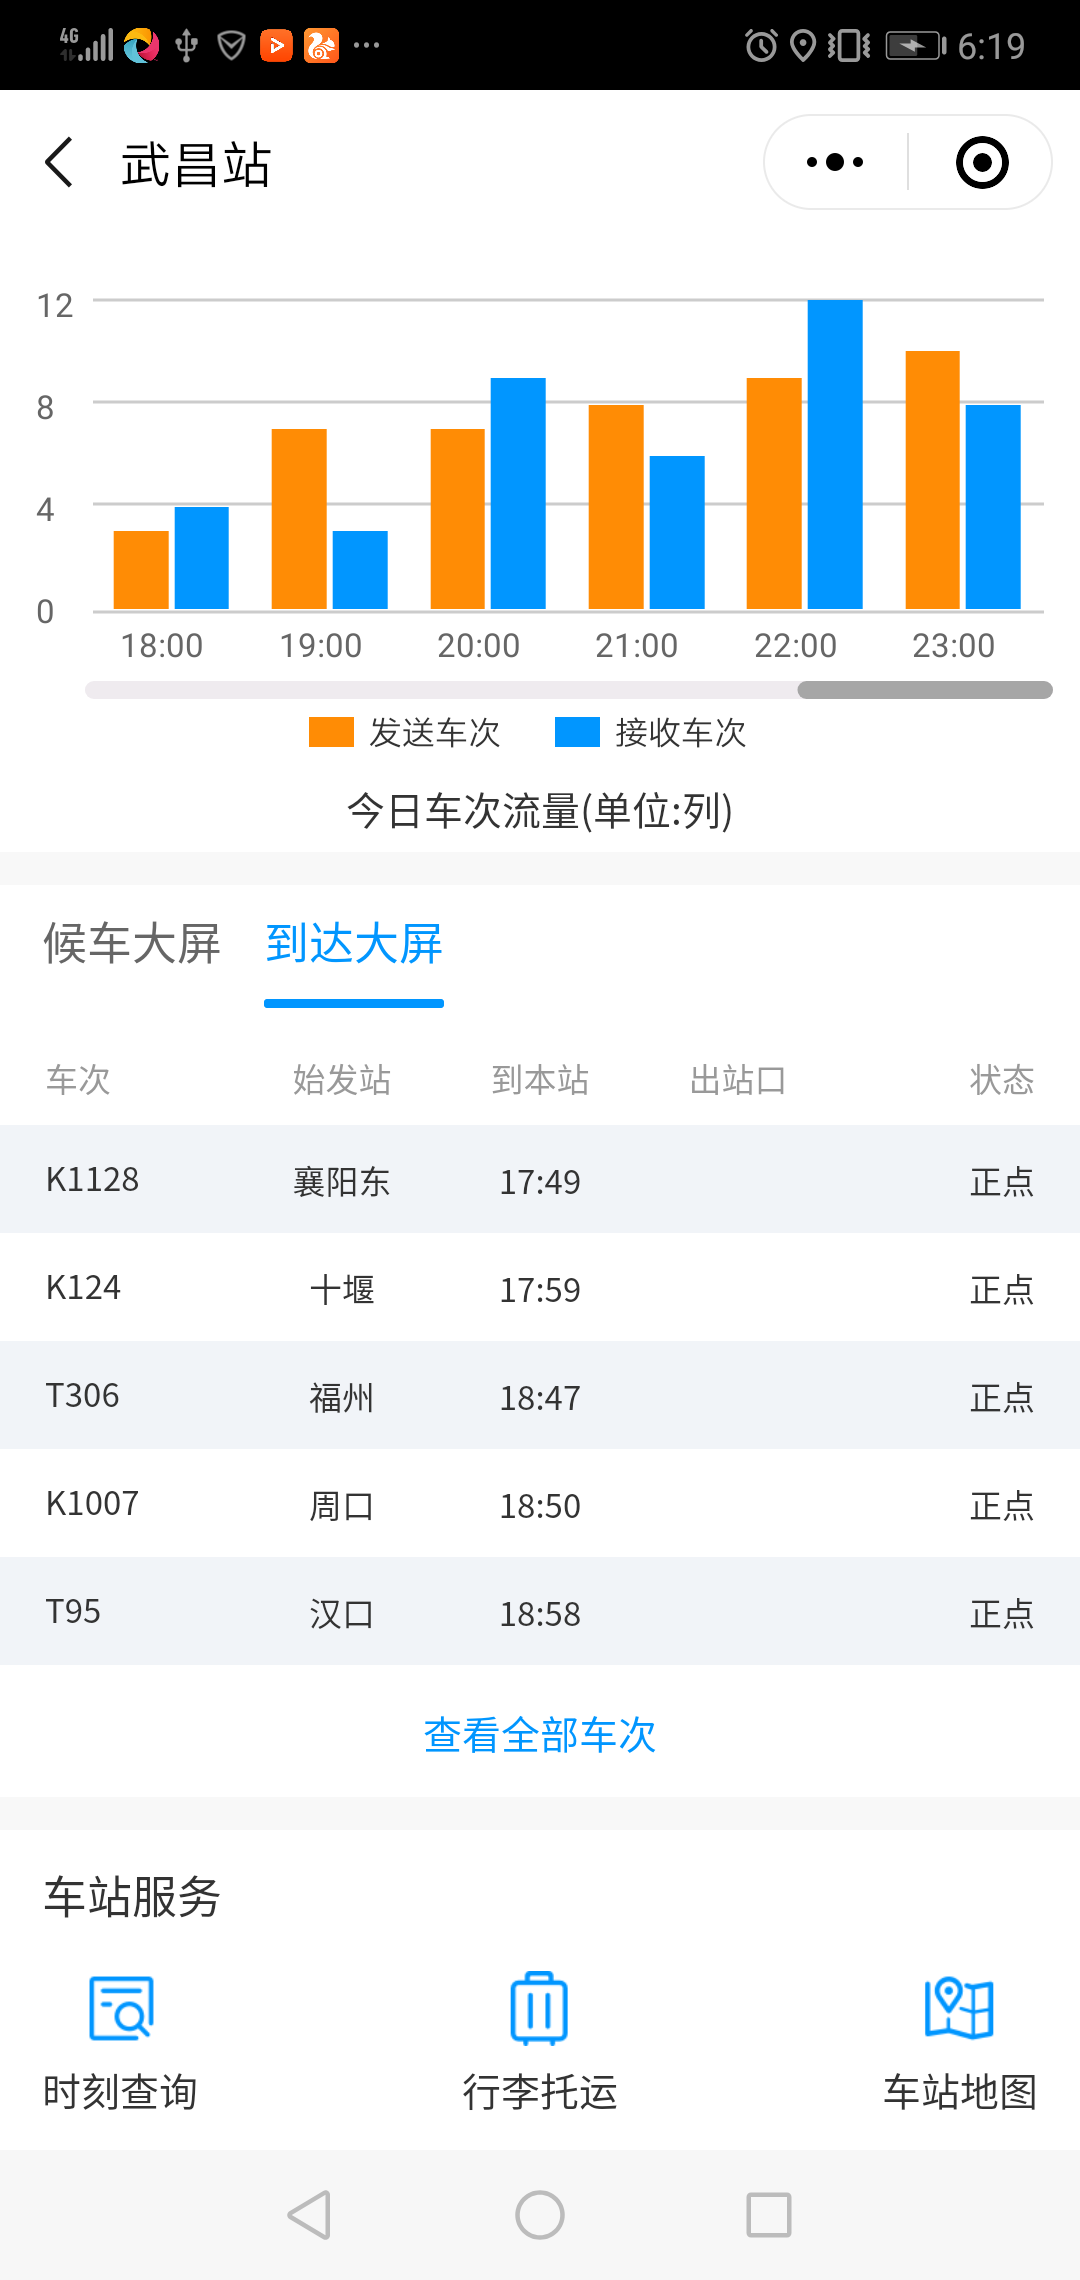 4G 6:19
武昌站
12
8
4
0
18:00 19:00 20:00 21:00 22:00 23:00
发送车次 接收车次
今日车次流量(单位:列)
候车大屏 到达大屏
车次 始发站 到本站 出站口 状态
K1128 襄阳东 17:49 正点
K124 十堰 17:59 正点
T306 福州 18:47 正点
K1007 周口 18:50 正点
T95 汉口 18:58 正点
查看全部车次
车站服务
时刻查询 行李托运 车站地图